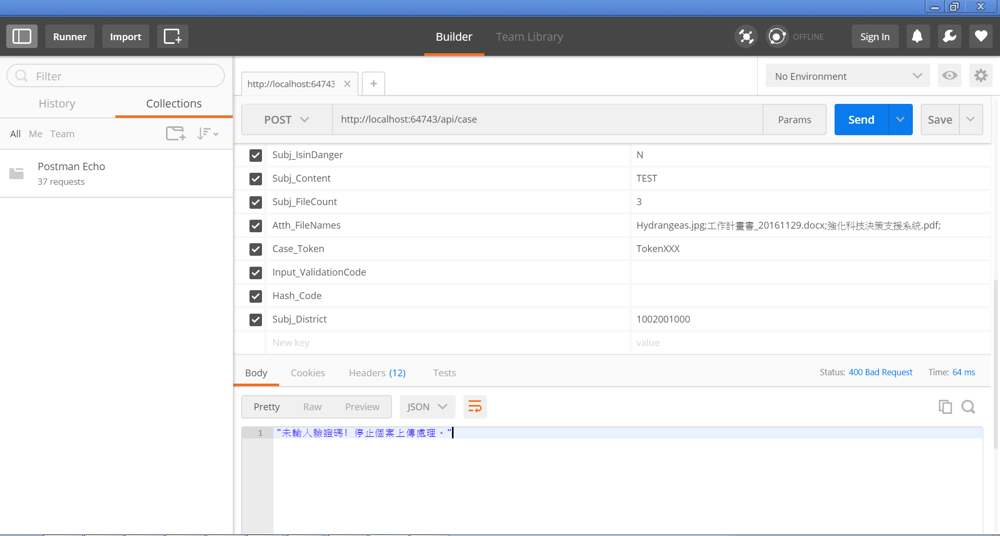 Runner
Import
Builder
Team Library
OFFLINE
Sign In
Filter
History
Collections
All
Me
Team
Postman Echo
37 requests
http://localhost:64743
No Environment
POST
http://localhost:64743/api/case
Params
Send
Save
Subj_IsinDanger
N
Subj_Content
TEST
Subj_FileCount
3
Atth_FileNames
Hydrangeas.jpg;工作計畫書_20161129.docx;強化科技決策支援系統.pdf;
Case_Token
TokenXXX
Input_ValidationCode
Hash_Code
Subj_District
1002001000
New key
value
Body
Cookies
Headers (12)
Tests
Status: 400 Bad Request
Time: 64 ms
Pretty
Raw
Preview
JSON
1
"未輸入驗證碼! 停止個案上傳處理。"